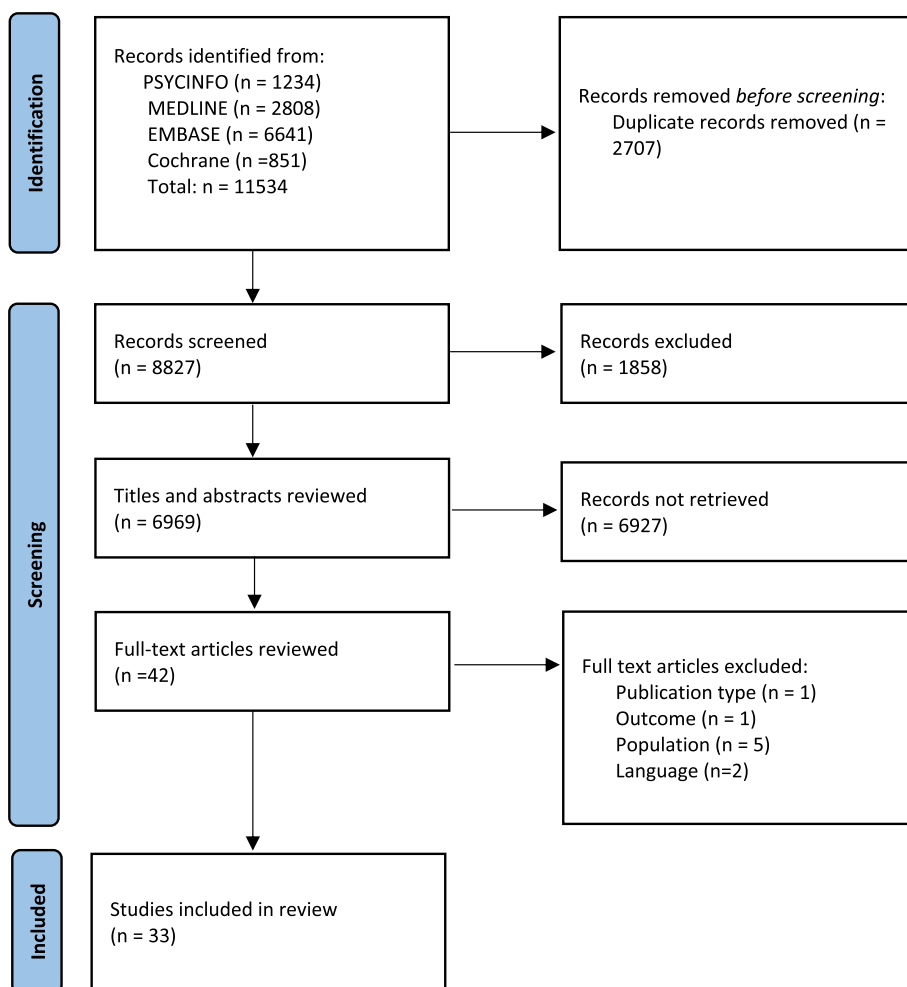 Identification
Records identified from:
PSYCINFO (n = 1234)
MEDLINE (n = 2808)
EMBASE (n = 6641)
Cochrane (n =851)
Total: n = 11534
Records removed before screening:
Duplicate records removed (n =
2707)
Screening
Records screened
(n = 8827)
Records excluded
(n = 1858)
Titles and abstracts reviewed
(n = 6969)
Records not retrieved
(n = 6927)
Full-text articles reviewed
(n =42)
Full text articles excluded:
Publication type (n = 1)
Outcome (n = 1)
Population (n = 5)
Language (n=2)
Included
Studies included in review
(n = 33)